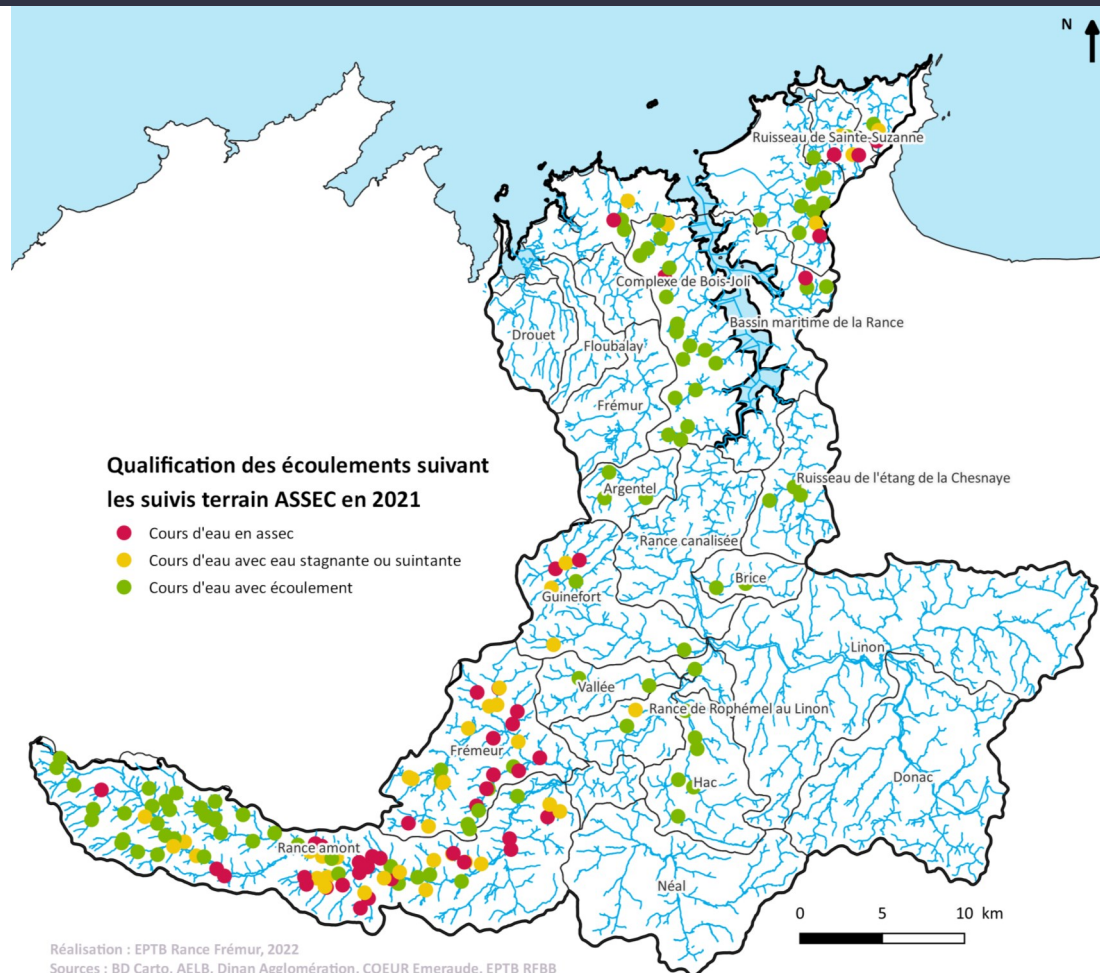 N
Ruisseau de Sainte-Suzanne
Complexe de Bois-Joli
Bassin maritime de la Rance
Drouet
Floubalay
Frémur
Qualification des écoulements suivant
les suivis terrain ASSEC en 2021
Cours d'eau en assec
Cours d'eau avec eau stagnante ou suintante
Cours d'eau avec écoulement
Argentel
Ruisseau de l'étang de la Chesnaye
Rance canalisée
Brice
Guinefort
Linon
Vallée
Rance de Rophémel au Linon
Frémeur
Hac
Donac
Rance amont
Néal
0 5 10 km
Réalisation : EPTB Rance Frémur, 2022
Sources : BD Carto, AELB, Dinan Agglomération, COEUR Emeraude, EPTB RFBB